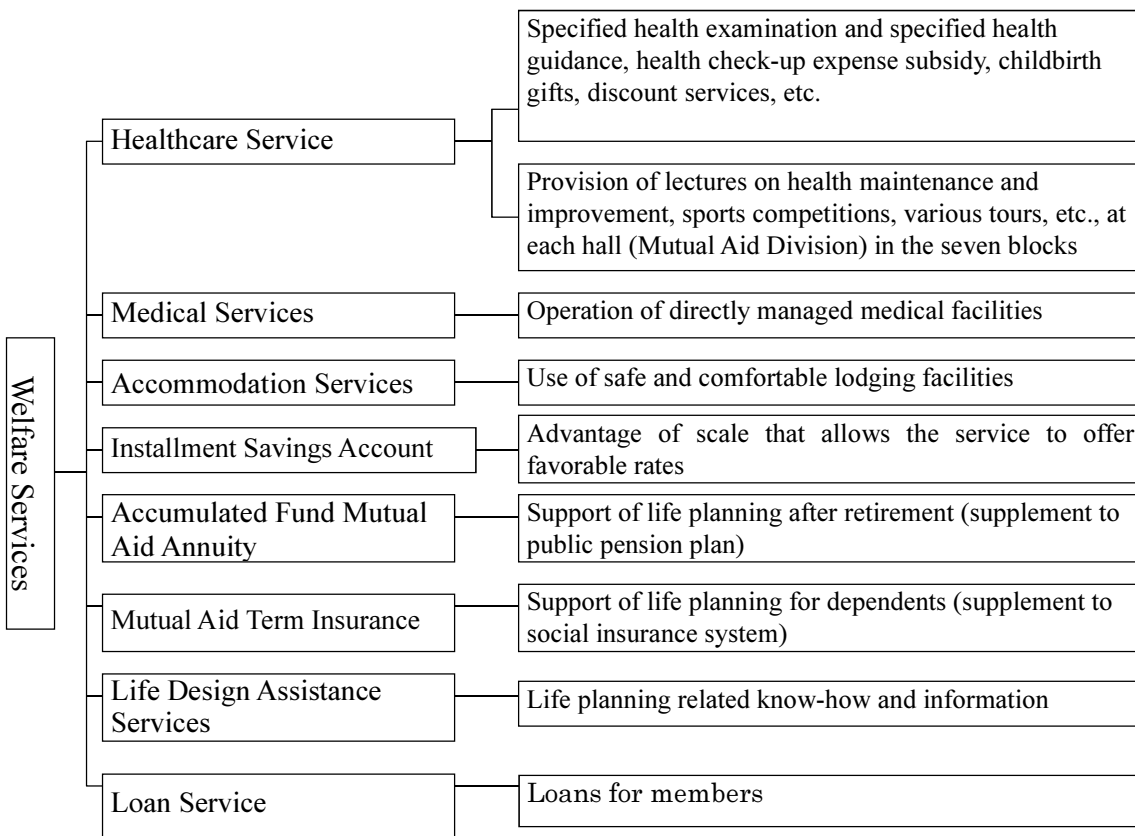 Welfare Services
Healthcare Service
Specified health examination and specified health
guidance, health check-up expense subsidy, childbirth
gifts, discount services, etc.
Provision of lectures on health maintenance and
improvement, sports competitions, various tours, etc., at
each hall (Mutual Aid Division) in the seven blocks
Medical Services
Operation of directly managed medical facilities
Accommodation Services
Use of safe and comfortable lodging facilities
Installment Savings Account
Advantage of scale that allows the service to offer
favorable rates
Accumulated Fund Mutual
Aid Annuity
Support of life planning after retirement (supplement to
public pension plan)
Mutual Aid Term Insurance
Support of life planning for dependents (supplement to
social insurance system)
Life Design Assistance
Services
Life planning related know-how and information
Loan Service
Loans for members